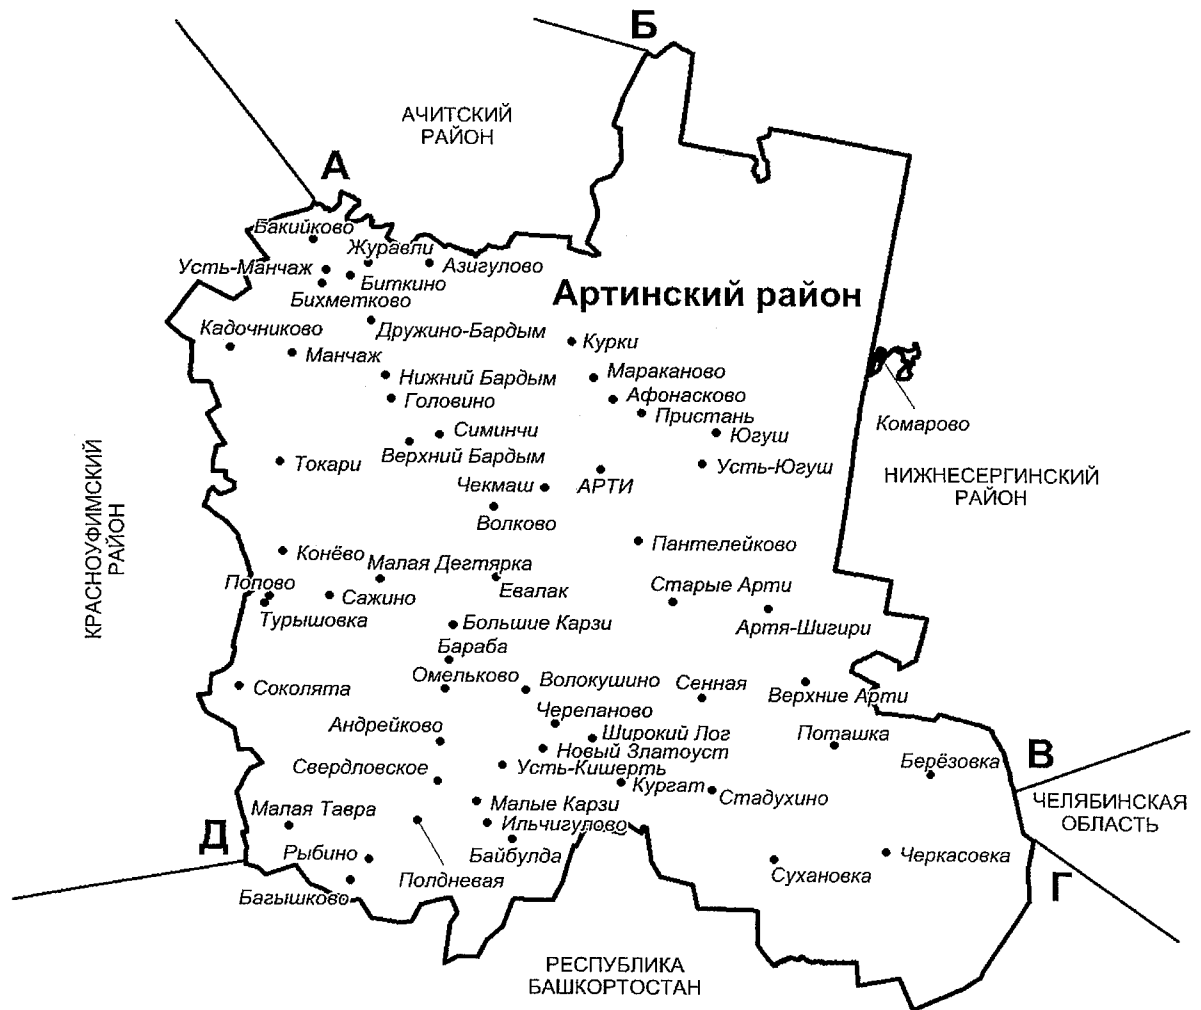 Б
АЧИТСКИЙ
РАЙОН
А
Бакийково
Журавли
Усть-Манчаж
Азигулово
Биткино
Бихметково
Артинский район
Кадочниково
Дружино-Бардым
Курки
Манчаж
Нижний Бардым
Мараканово
Головино
Афонасково
Пристань
Комарово
Симинчи
Югуш
Верхний Бардым
Токари
Усть-Югуш
Чекмаш
АРТИ
НИЖНЕСЕРГИНСКИЙ
РАЙОН
КРАСНОУФИМСКИЙ
РАЙОН
Волково
Пантелейково
Конёво
Малая Дегтярка
Попово
Евалак
Старые Арти
Сажино
Турышовка
Большие Карзи
Артя-Шигири
Бараба
Омельково
Волокушино
Сенная
Соколята
Верхние Арти
Черепаново
Андрейково
Широкий Лог
Поташка
Новый Златоуст
В
Свердловское
Усть-Кишерть
Берёзовка
Кургат
Стадухино
Малая Тавра
Малые Карзи
ЧЕЛЯБИНСКАЯ
ОБЛАСТЬ
Ильчигулово
Д
Рыбино
Байбулда
Черкасовка
Полдневая
Сухановка
Г
Багышково
РЕСПУБЛИКА
БАШКОРТОСТАН